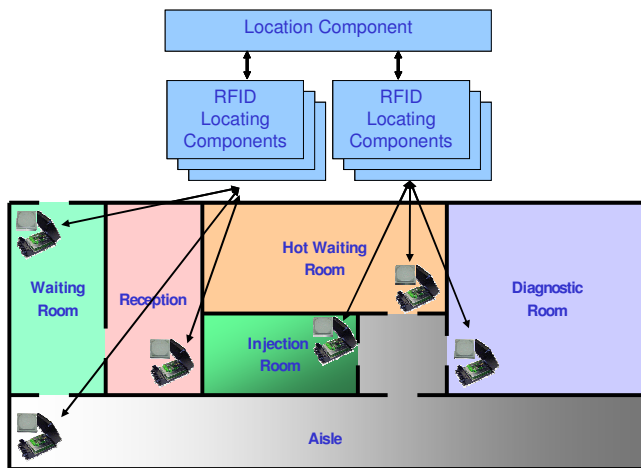 Location Component
RFID
Locating
Components
RFID
Locating
Components
Waiting
Room
Reception
Hot Waiting
Room
Injection
Room
Diagnostic
Room
Aisle